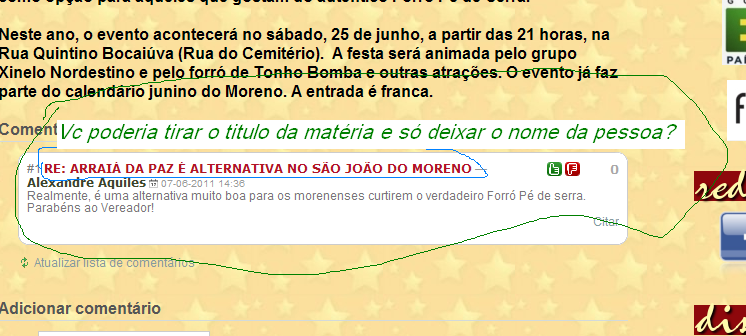 Neste ano, o evento acontecerá no sábado, 25 de junho, a partir das 21 horas, na
Rua Quintino Bocaiúva (Rua do Cemitério). A festa será animada pelo grupo
Xinelo Nordestino e pelo forró de Tonho Bomba e outras atrações. O evento já faz
parte do calendário junino do Moreno. A entrada é franca.
Coment
Vc poderia tirar o titulo da matéria e só deixar o nome da pessoa?
#1 RE: ARRAIÁ DA PAZ É ALTERNATIVA NO SÃO JOÃO DO MORENO 0
Alexandre Aquiles 07-06-2011 14:36
Realmente, é uma alternativa muito boa para os morenenses curtirem o verdadeiro Forró Pé de serra.
Parabéns ao Vereador!
Citar
Atualizar lista de comentários
Adicionar comentário
red